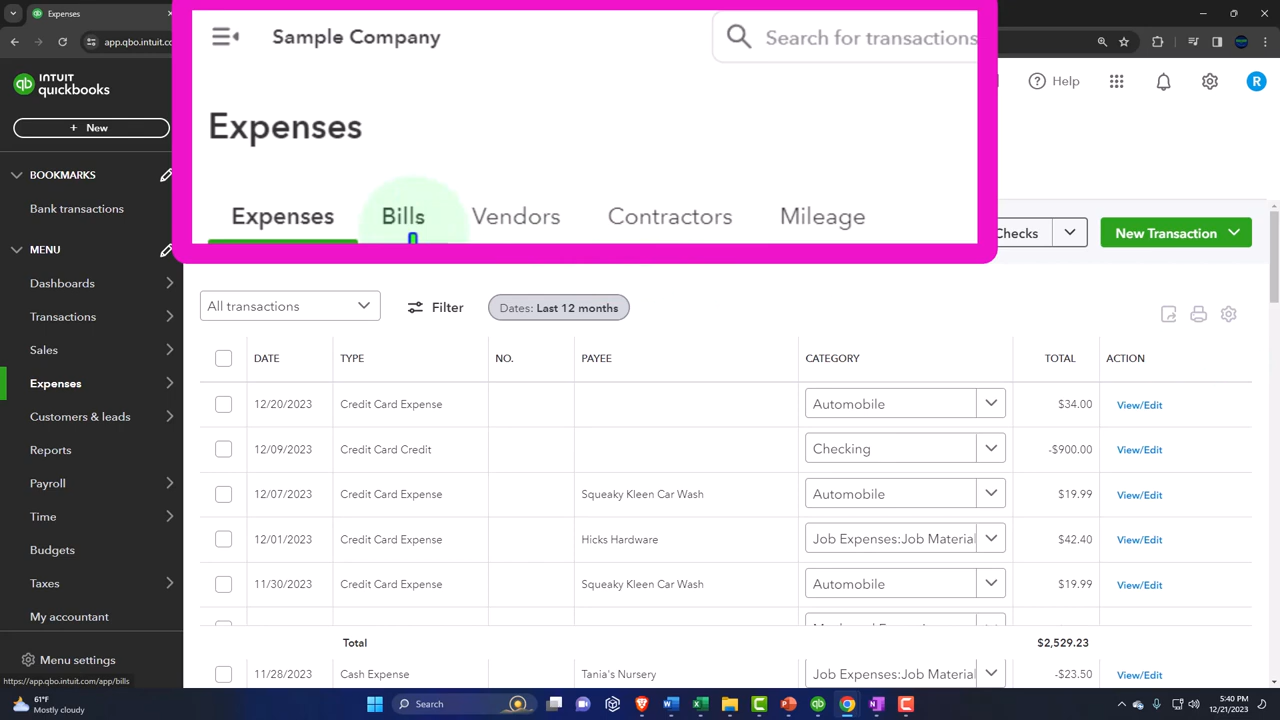 app.qbo.intuit.co
INTUIT
quickbooks
+ New
BOOKMARKS
Bank transactions
MENU
Dashboards
Transactions
Sales
Expenses
Customers & leads
Reports
Payroll
Time
Budgets
Taxes
My accountant
Menu settings
https://app.qbo.intuit.com/app/bills
Sample Company
Search for transactions
Help
R
Expenses
Expenses Bills Vendors Contractors Mileage
Checks
New Transaction
All transactions
Filter
Dates: Last 12 months
DATE TYPE NO. PAYEE CATEGORY TOTAL ACTION
12/20/2023 Credit Card Expense Automobile $34.00 View/Edit
12/09/2023 Credit Card Credit Checking -$900.00 View/Edit
12/07/2023 Credit Card Expense Squeaky Kleen Car Wash Automobile $19.99 View/Edit
12/01/2023 Credit Card Expense Hicks Hardware Job Expenses:Job Material $42.40 View/Edit
11/30/2023 Credit Card Expense Squeaky Kleen Car Wash Automobile $19.99 View/Edit
Total $2,529.23
11/28/2023 Cash Expense Tania's Nursery Job Expenses:Job Material -$23.50 View/Edit
61°F
Mostly cloudy
Search
5:40 PM
12/21/2023